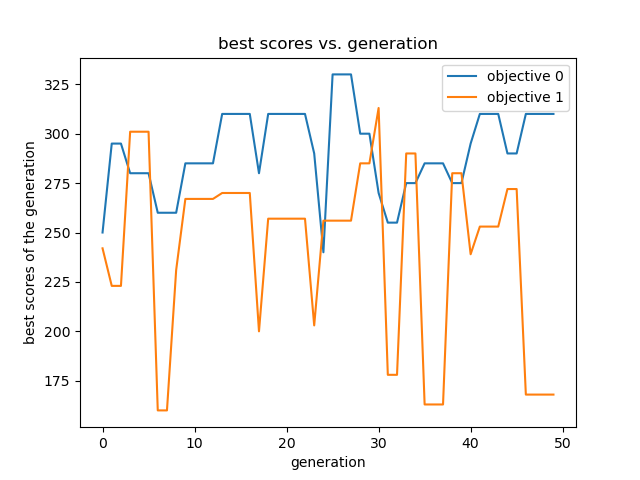 best scores vs. generation
objective 0
objective 1
best scores of the generation
325
300
275
250
225
200
175
0 10 20 30 40 50
generation